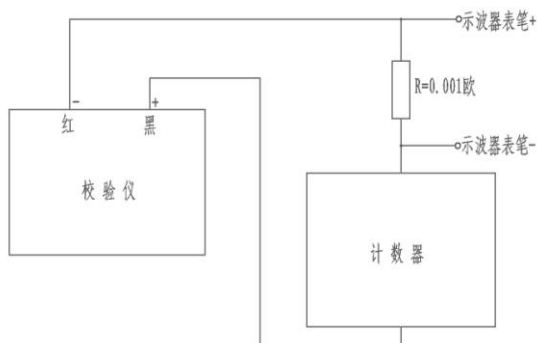 示波器表笔+
R=0.001欧
- +
红 黑
示波器表笔-
校验仪
计数器